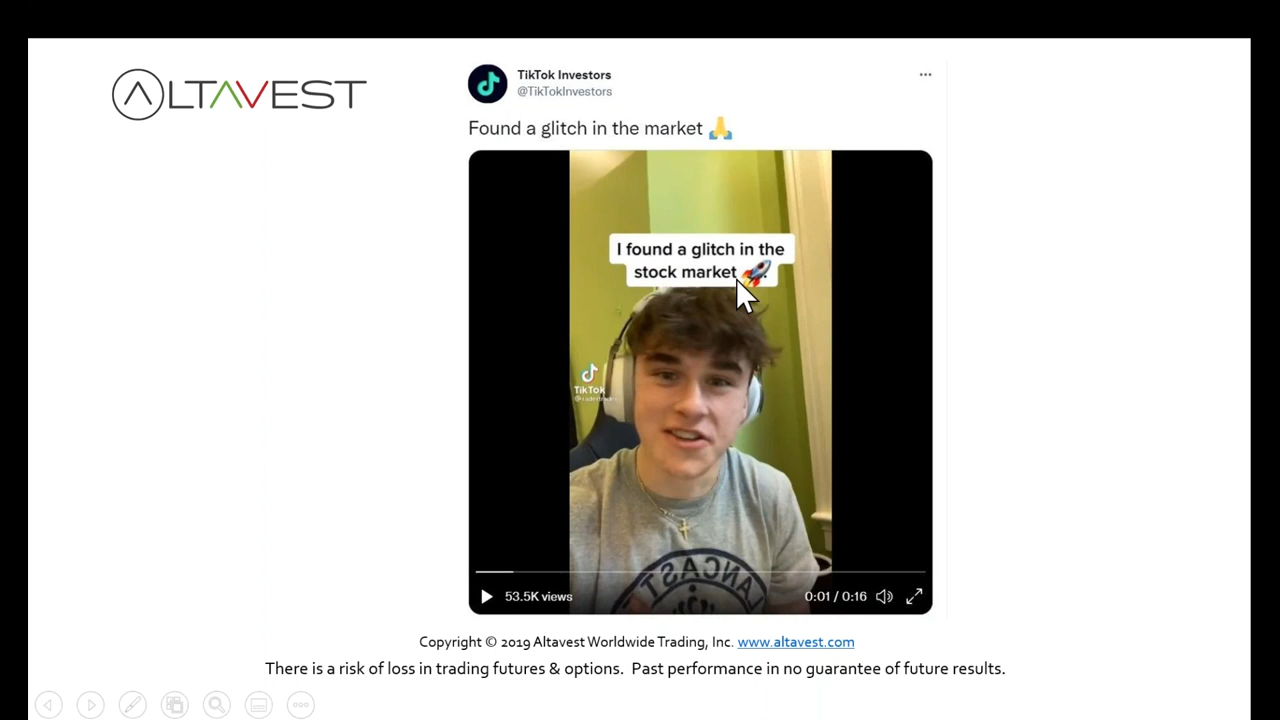 ALTAVEST
TikTok Investors
@TikTokInvestors
Found a glitch in the market 🙏
I found a glitch in the
stock market 🚀
TikTok
LANCAST
53.5K views
0:01 / 0:16
Copyright © 2019 Altavest Worldwide Trading, Inc. www.altavest.com
There is a risk of loss in trading futures & options.  Past performance in no guarantee of future results.